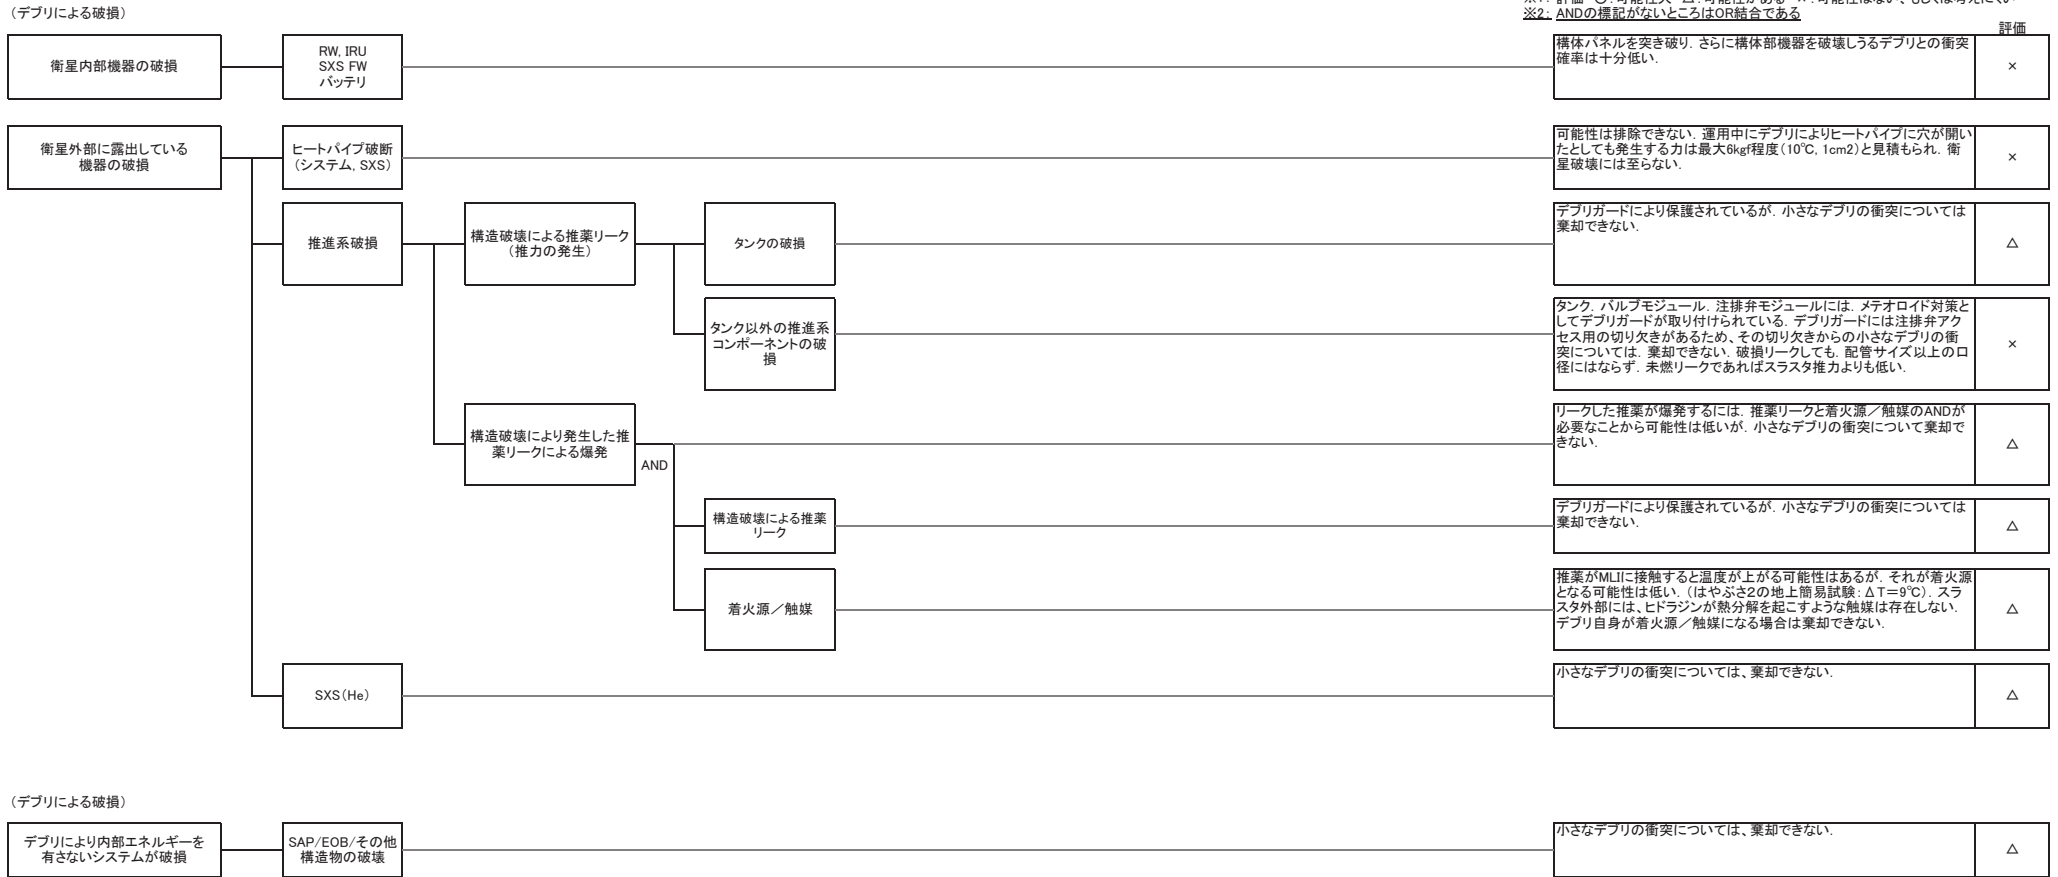 （デブリによる破損）
※2: ANDの標記がないところはOR結合である
評価
衛星内部機器の破損
RW, IRU
SXS FW
バッテリ
構体パネルを突き破り．さらに構体部機器を破壊しうるデブリとの衝突
確率は十分低い．
×
衛星外部に露出している
機器の破損
ヒートパイプ破断
（システム, SXS）
可能性は排除できない．運用中にデブリによりヒートパイプに穴が開い
たとしても発生する力は最大6kgf程度（10℃, 1cm2）と見積もられ．衛
星破壊には至らない．
×
推進系破損
構造破壊による推薬リーク
（推力の発生）
タンクの破損
デブリガードにより保護されているが．小さなデブリの衝突については
棄却できない．
△
タンク以外の推進系
コンポーネントの破
損
タンク．バルブモジュール．注排弁モジュールには．メテオロイド対策と
してデブリガードが取り付けられている．デブリガードには注排弁アク
セス用の切り欠きがあるため、その切り欠きからの小さなデブリの衝
突については．棄却できない．破損リークしても．配管サイズ以上の口
径にはならず．未燃リークであればスラスタ推力よりも低い．
×
構造破壊により発生した推
薬リークによる爆発
AND
リークした推薬が爆発するには．推薬リークと着火源／触媒のANDが
必要なことから可能性は低いが．小さなデブリの衝突について棄却で
きない．
△
構造破壊による推薬
リーク
デブリガードにより保護されているが．小さなデブリの衝突については
棄却できない．
△
着火源／触媒
推薬がMLIに接触すると温度が上がる可能性はあるが．それが着火源
となる可能性は低い．（はやぶさ２の地上簡易試験：ΔT＝9℃）．スラ
スタ外部には、ヒドラジンが熱分解を起こすような触媒は存在しない．
デブリ自身が着火源／触媒になる場合は棄却できない．
△
SXS（He）
小さなデブリの衝突については、棄却できない．
△
（デブリによる破損）
デブリにより内部エネルギーを
有さないシステムが破損
SAP/EOB/その他
構造物の破壊
小さなデブリの衝突については、棄却できない．
△